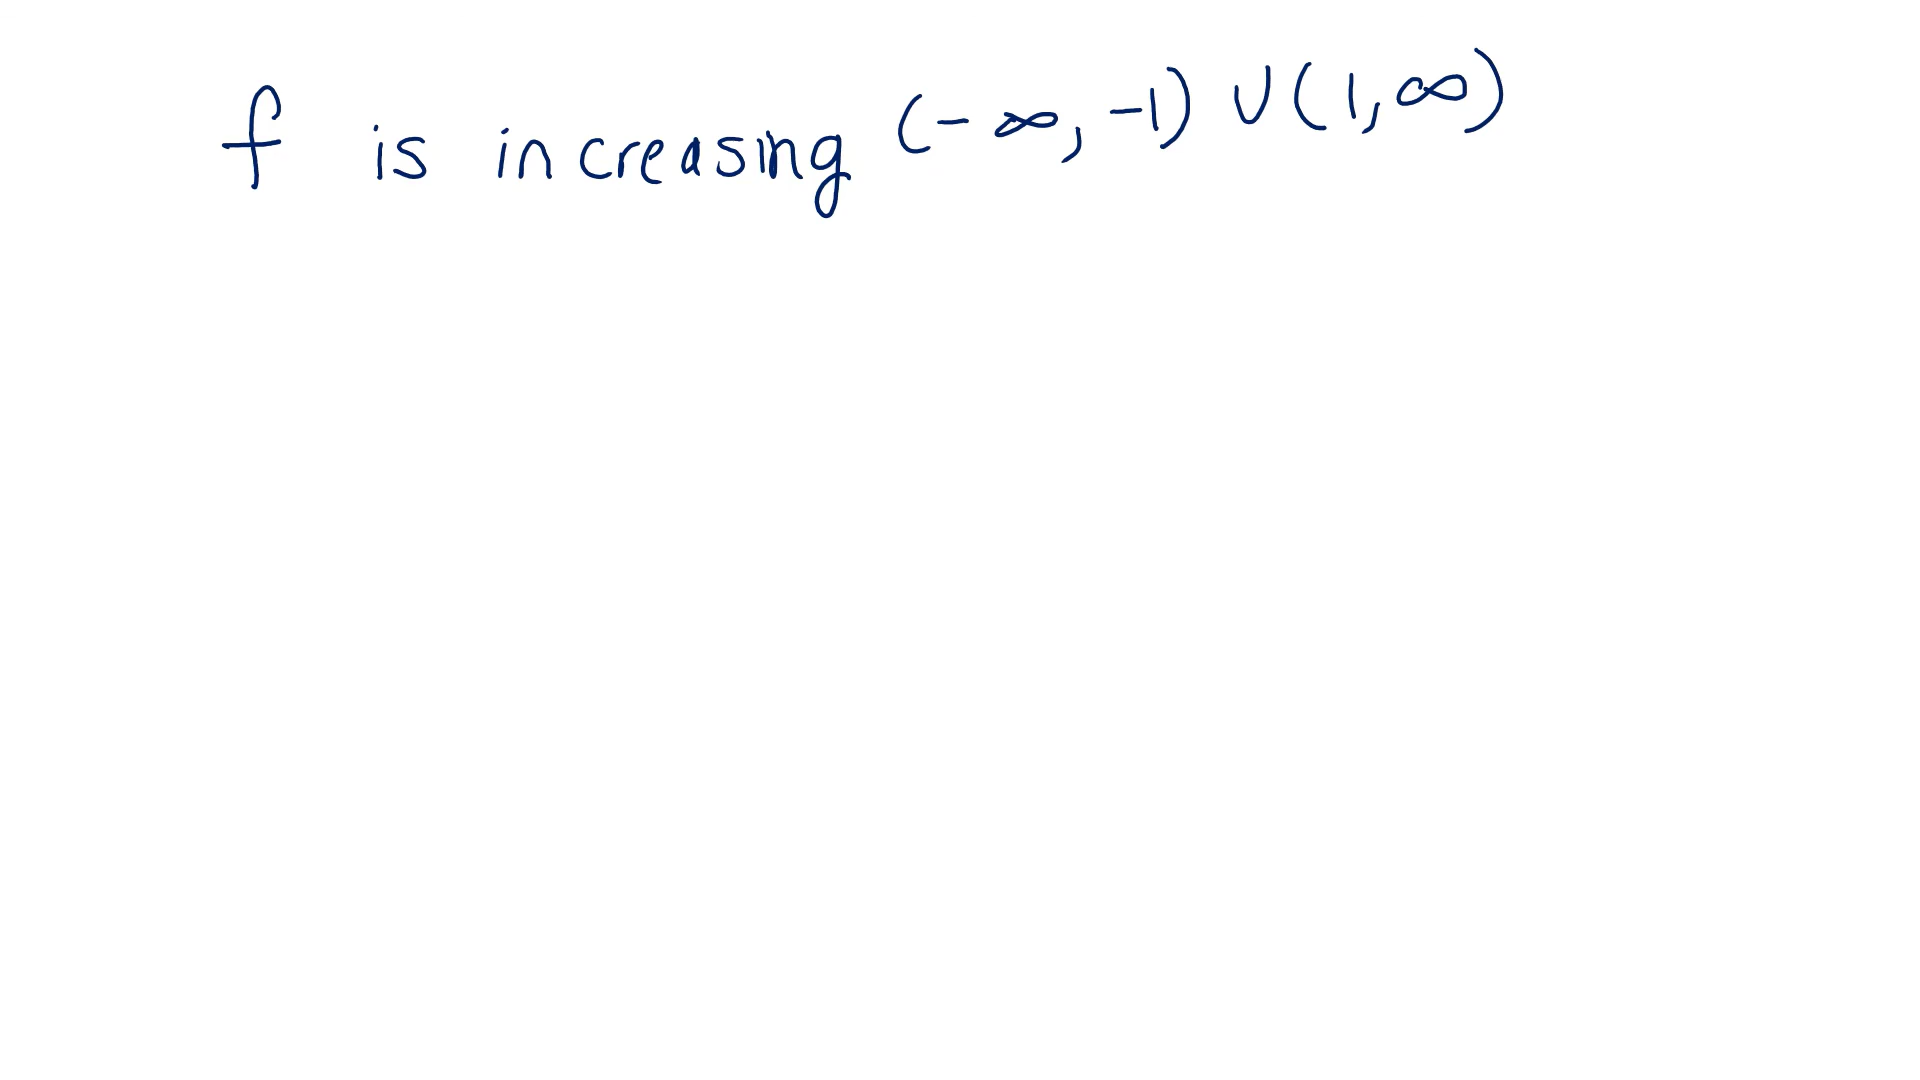 f is increasing (-∞, -1) ∪ (1, ∞)